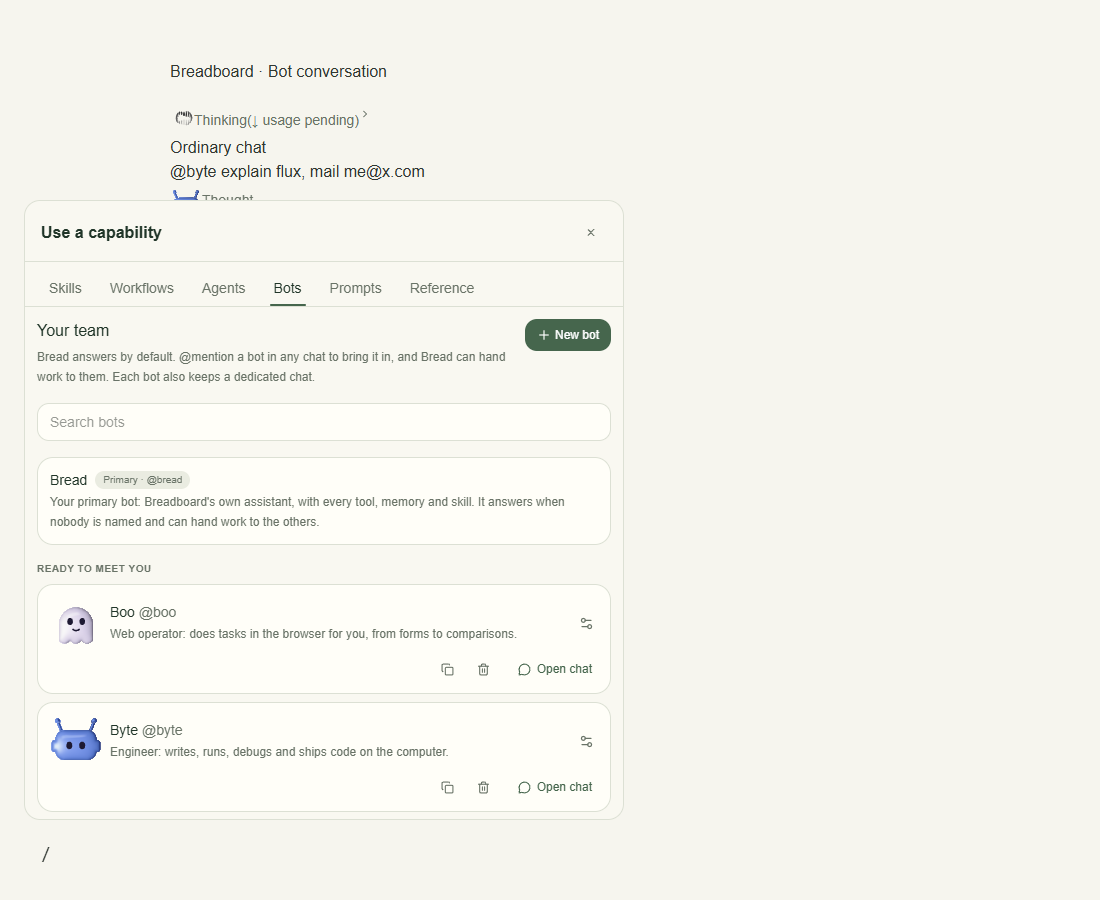 Breadboard · Bot conversation
Thinking(↓ usage pending) ›
Ordinary chat
@byte explain flux, mail me@x.com
Thought
Use a capability
×
Skills Workflows Agents Bots Prompts Reference
Your team
+ New bot
Bread answers by default. @mention a bot in any chat to bring it in, and Bread can hand
work to them. Each bot also keeps a dedicated chat.
Search bots
Bread Primary · @bread
Your primary bot: Breadboard's own assistant, with every tool, memory and skill. It answers when
nobody is named and can hand work to the others.
READY TO MEET YOU
Boo @boo
Web operator: does tasks in the browser for you, from forms to comparisons.
Open chat
Byte @byte
Engineer: writes, runs, debugs and ships code on the computer.
Open chat
/